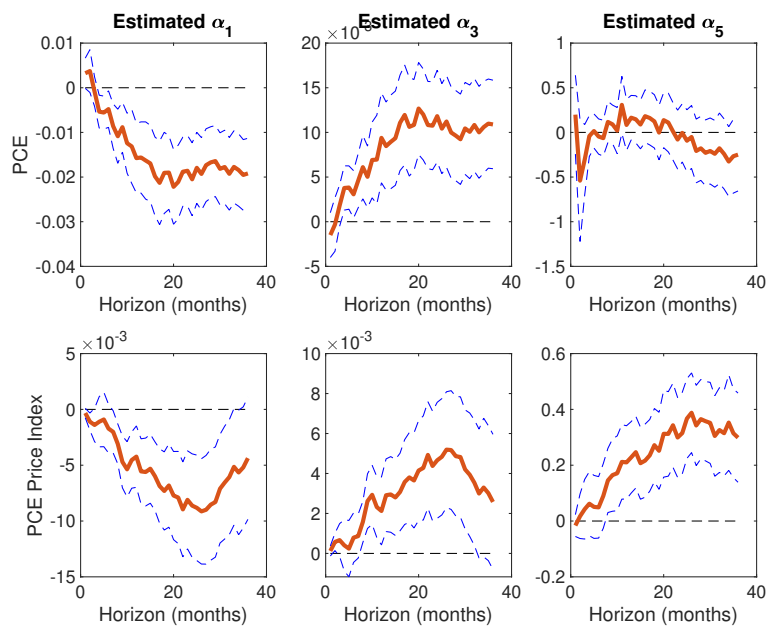 Estimated α1 Estimated α3 Estimated α5
×10-3
PCE
0.01
0
-0.01
-0.02
-0.03
-0.04
0 20 40
Horizon (months)
20
15
10
5
0
-5
0 20 40
Horizon (months)
1
0.5
0
-0.5
-1
-1.5
0 20 40
Horizon (months)
PCE Price Index
×10-3
5
0
-5
-10
-15
0 20 40
Horizon (months)
×10-3
10
8
6
4
2
0
0 20 40
Horizon (months)
0.6
0.4
0.2
0
-0.2
0 20 40
Horizon (months)